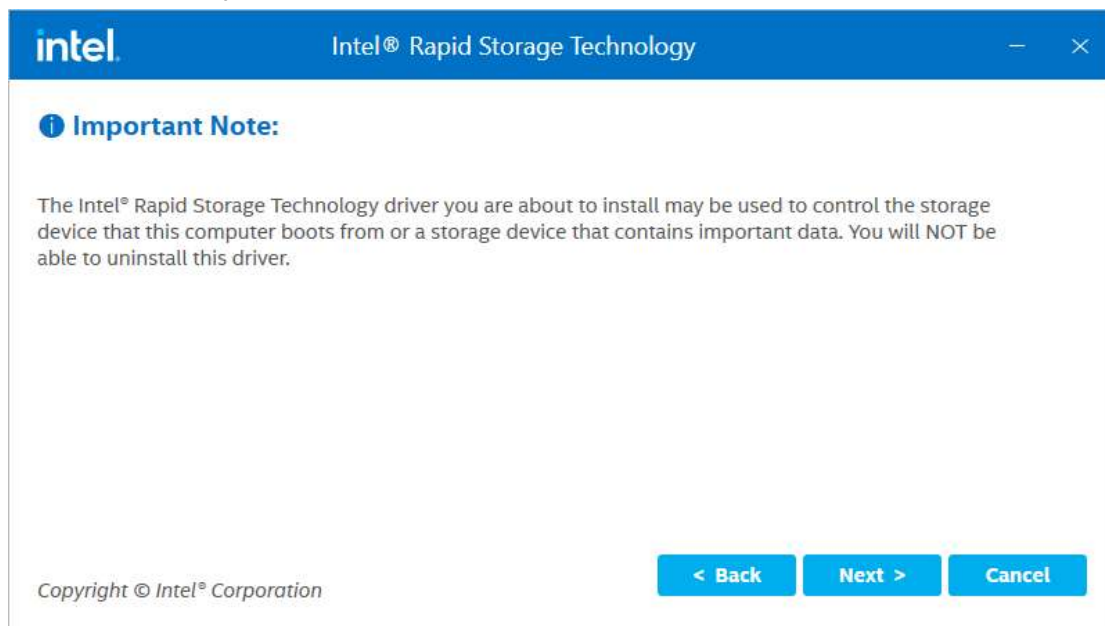 intel.
Intel® Rapid Storage Technology
Important Note:
The Intel® Rapid Storage Technology driver you are about to install may be used to control the storage
device that this computer boots from or a storage device that contains important data. You will NOT be
able to uninstall this driver.
Copyright © Intel® Corporation
< Back Next > Cancel